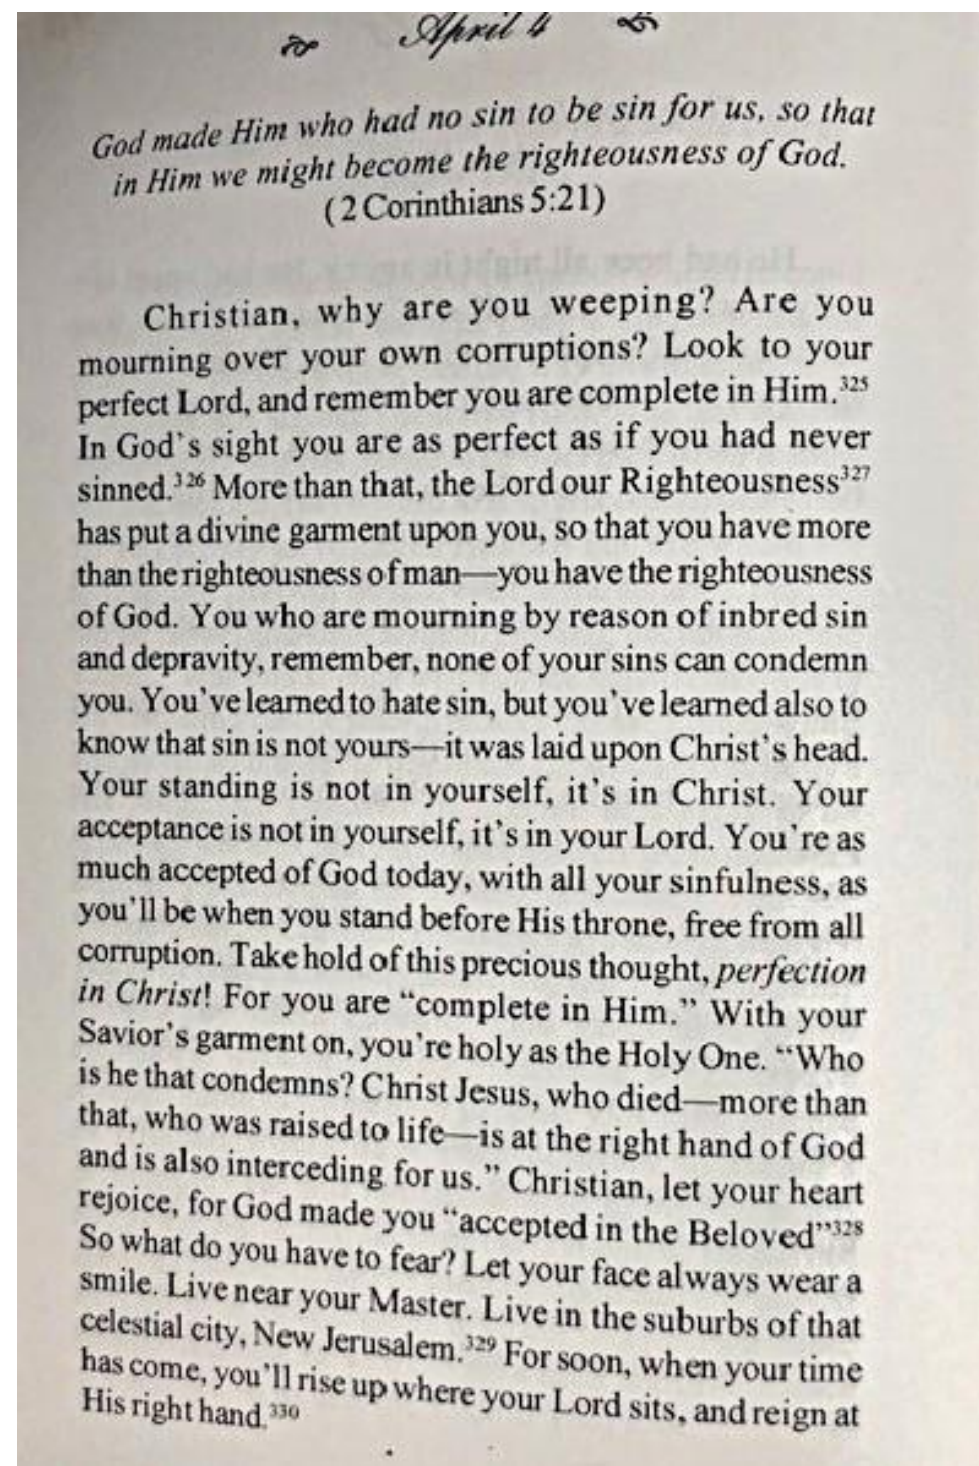 April 4
God made Him who had no sin to be sin for us, so that
in Him we might become the righteousness of God.
(2 Corinthians 5:21)
Christian, why are you weeping? Are you
mourning over your own corruptions? Look to your
perfect Lord, and remember you are complete in Him.325
In God's sight you are as perfect as if you had never
sinned.326 More than that, the Lord our Righteousness327
has put a divine garment upon you, so that you have more
than the righteousness of man—you have the righteousness
of God. You who are mourning by reason of inbred sin
and depravity, remember, none of your sins can condemn
you. You've learned to hate sin, but you've learned also to
know that sin is not yours—it was laid upon Christ's head.
Your standing is not in yourself, it's in Christ. Your
acceptance is not in yourself, it's in your Lord. You're as
much accepted of God today, with all your sinfulness, as
you'll be when you stand before His throne, free from all
corruption. Take hold of this precious thought, perfection
in Christ! For you are “complete in Him.” With your
Savior's garment on, you're holy as the Holy One. “Who
is he that condemns? Christ Jesus, who died—more than
that, who was raised to life—is at the right hand of God
and is also interceding for us.” Christian, let your heart
rejoice, for God made you “accepted in the Beloved”328
So what do you have to fear? Let your face always wear a
smile. Live near your Master. Live in the suburbs of that
celestial city, New Jerusalem.329 For soon, when your time
has come, you'll rise up where your Lord sits, and reign at
His right hand.330